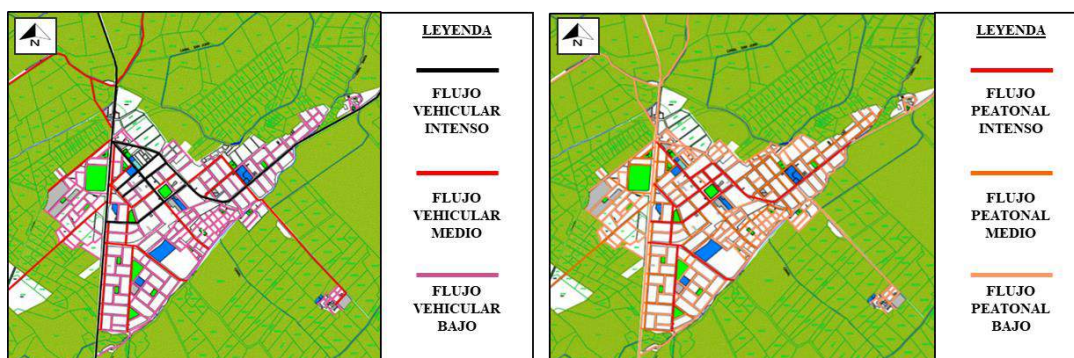 N
LEYENDA
FLUJO
VEHICULAR
INTENSO
FLUJO
VEHICULAR
MEDIO
FLUJO
VEHICULAR
BAJO
N
LEYENDA
FLUJO
PEATONAL
INTENSO
FLUJO
PEATONAL
MEDIO
FLUJO
PEATONAL
BAJO